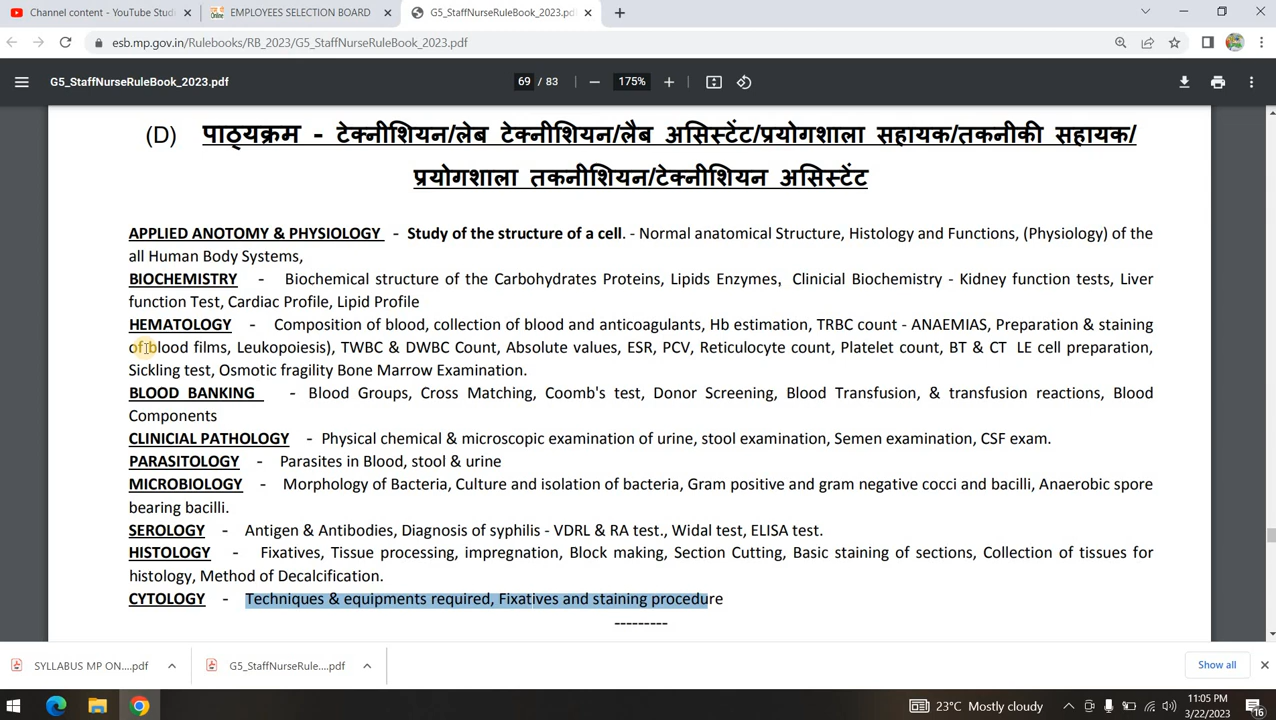 Channel content - YouTube Studi
EMPLOYEES SELECTION BOARD
G5_StaffNurseRuleBook_2023.pdf
esb.mp.gov.in/Rulebooks/RB_2023/G5_StaffNurseRuleBook_2023.pdf
G5_StaffNurseRuleBook_2023.pdf
69 / 83
175%
(D) पाठ्यक्रम - टेक्नीशियन/लेब टेक्नीशियन/लैब असिस्टेंट/प्रयोगशाला सहायक/तकनीकी सहायक/
प्रयोगशाला तकनीशियन/टेक्नीशियन असिस्टेंट
APPLIED ANOTOMY & PHYSIOLOGY - Study of the structure of a cell. - Normal anatomical Structure, Histology and Functions, (Physiology) of the
all Human Body Systems,
BIOCHEMISTRY - Biochemical structure of the Carbohydrates Proteins, Lipids Enzymes, Clinicial Biochemistry - Kidney function tests, Liver
function Test, Cardiac Profile, Lipid Profile
HEMATOLOGY - Composition of blood, collection of blood and anticoagulants, Hb estimation, TRBC count - ANAEMIAS, Preparation & staining
of blood films, Leukopoiesis), TWBC & DWBC Count, Absolute values, ESR, PCV, Reticulocyte count, Platelet count, BT & CT LE cell preparation,
Sickling test, Osmotic fragility Bone Marrow Examination.
BLOOD BANKING - Blood Groups, Cross Matching, Coomb's test, Donor Screening, Blood Transfusion, & transfusion reactions, Blood
Components
CLINICIAL PATHOLOGY - Physical chemical & microscopic examination of urine, stool examination, Semen examination, CSF exam.
PARASITOLOGY - Parasites in Blood, stool & urine
MICROBIOLOGY - Morphology of Bacteria, Culture and isolation of bacteria, Gram positive and gram negative cocci and bacilli, Anaerobic spore
bearing bacilli.
SEROLOGY - Antigen & Antibodies, Diagnosis of syphilis - VDRL & RA test., Widal test, ELISA test.
HISTOLOGY - Fixatives, Tissue processing, impregnation, Block making, Section Cutting, Basic staining of sections, Collection of tissues for
histology, Method of Decalcification.
CYTOLOGY - Techniques & equipments required, Fixatives and staining procedure
---------
SYLLABUS MP ON....pdf
G5_StaffNurseRule....pdf
Show all
23°C Mostly cloudy
11:05 PM
3/22/2023
16